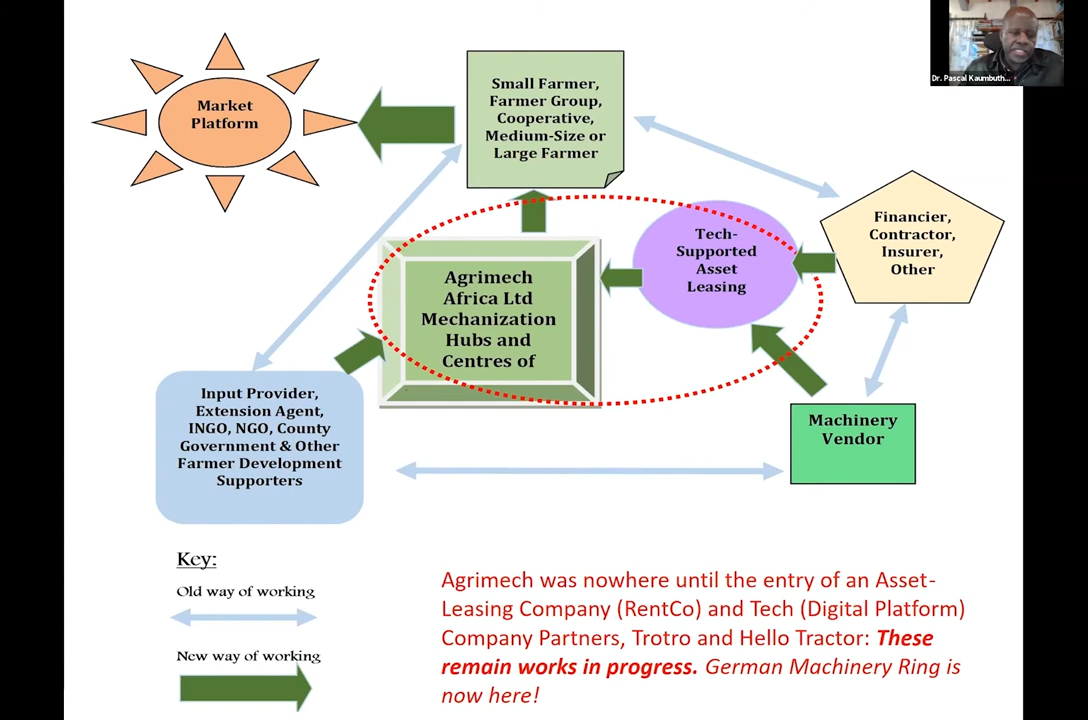 Dr. Pascal Kaumbuth...
Market
Platform
Small Farmer,
Farmer Group,
Cooperative,
Medium-Size or
Large Farmer
Tech-
Supported
Asset
Leasing
Financier,
Contractor,
Insurer,
Other
Agrimech
Africa Ltd
Mechanization
Hubs and
Centres of
Input Provider,
Extension Agent,
INGO, NGO, County
Government & Other
Farmer Development
Supporters
Machinery
Vendor
Key:
Old way of working
New way of working
Agrimech was nowhere until the entry of an Asset-
Leasing Company (RentCo) and Tech (Digital Platform)
Company Partners, Trotro and Hello Tractor: These
remain works in progress. German Machinery Ring is
now here!